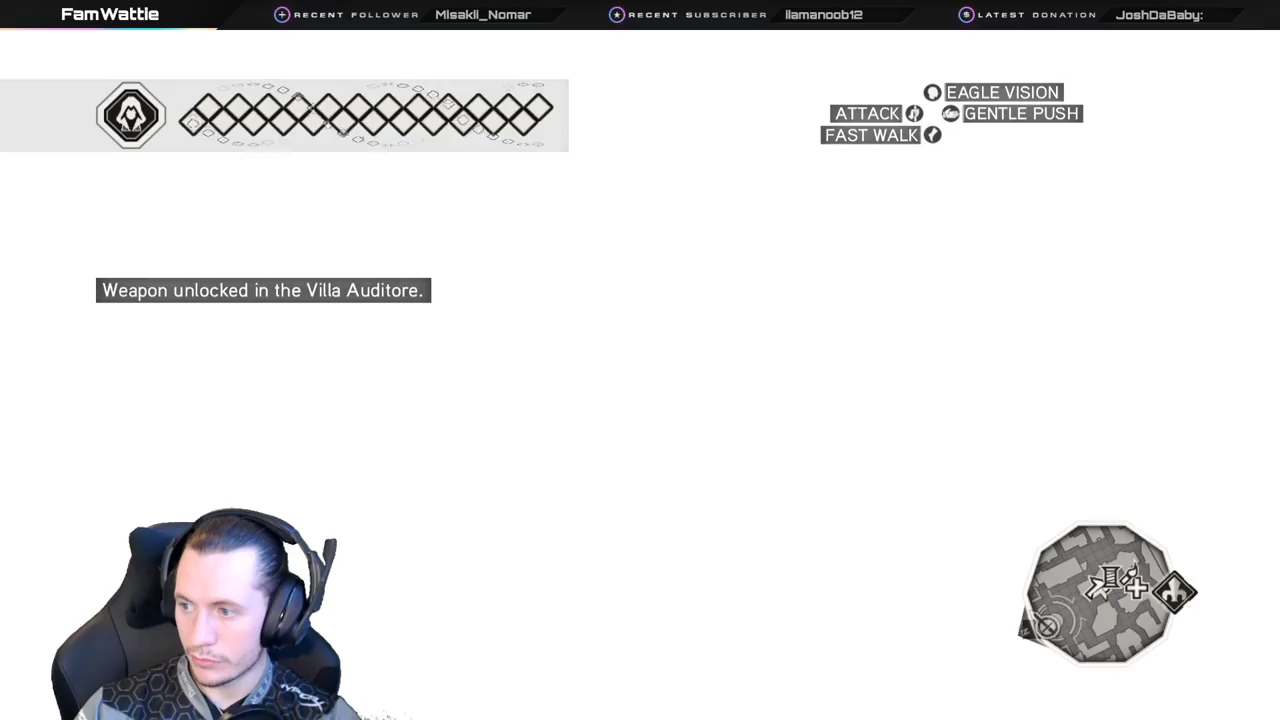 FamWattle
RECENT FOLLOWER Misakii_Nomar
RECENT SUBSCRIBER llamanoob12
LATEST DONATION JoshDaBaby:
EAGLE VISION
ATTACK GENTLE PUSH
FAST WALK
Weapon unlocked in the Villa Auditore.